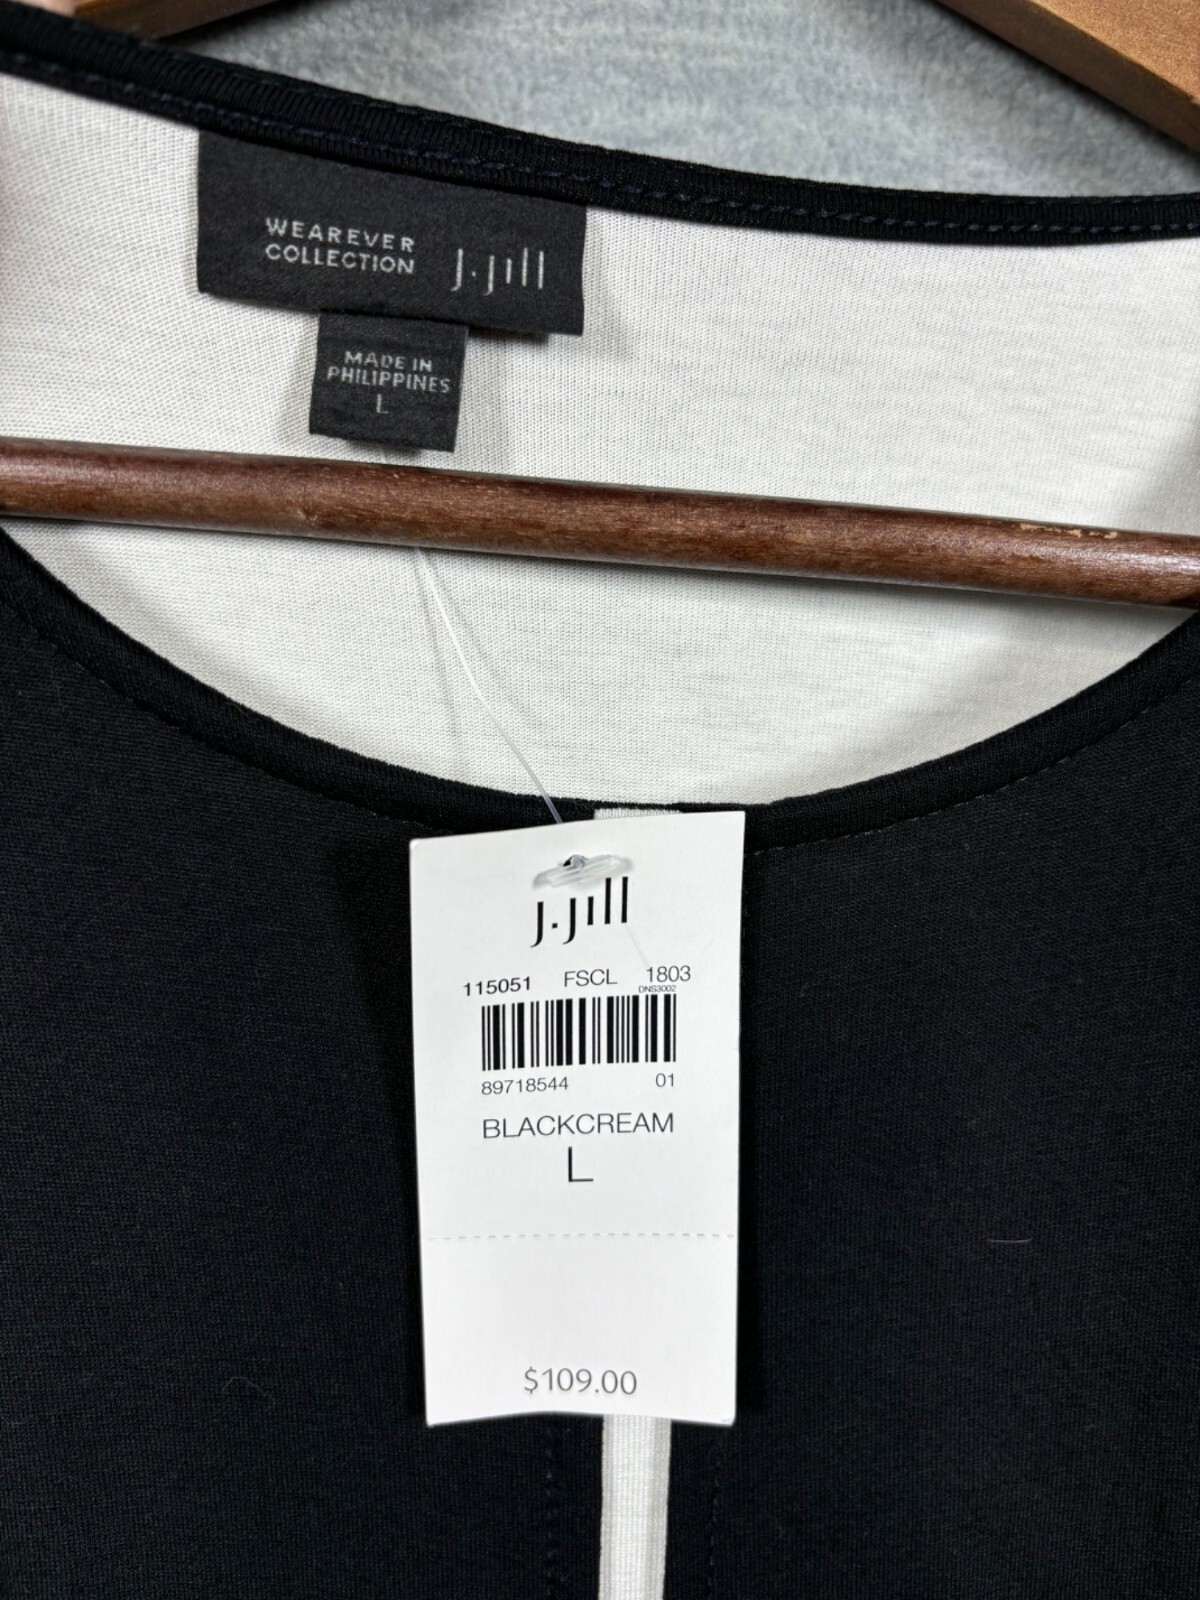 WEAREVER
COLLECTION
J.Jill
MADE IN
PHILIPPINES
L
J.Jill
115051 FSCL 1803
DNS3002
89718544 01
BLACKCREAM
L
$109.00